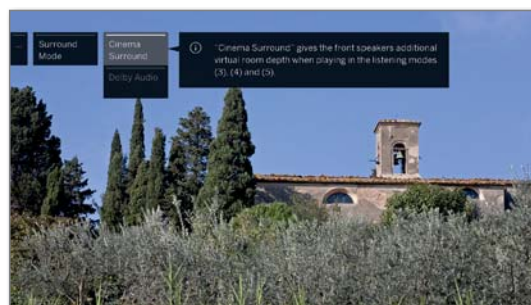 ...
Surround
Mode
Cinema
Surround
Dolby Audio
"Cinema Surround" gives the front speakers additional
virtual room depth when playing in the listening modes
(3), (4) and (5).